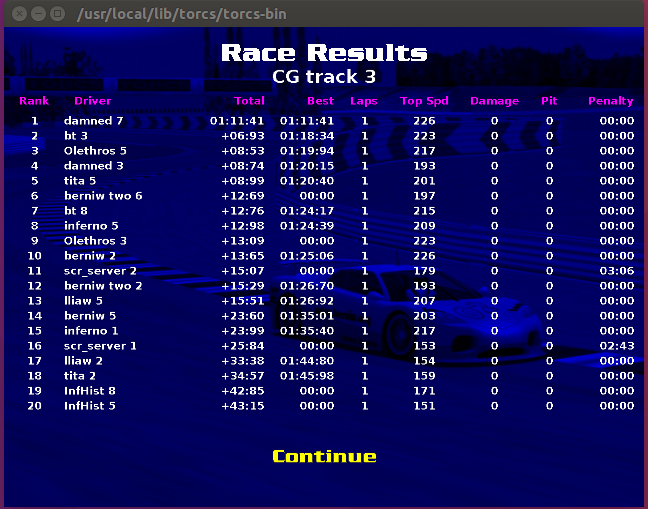 /usr/local/lib/torcs/torcs-bin
Race Results
CG track 3
Rank Driver Total Best Laps Top Spd Damage Pit Penalty
1 damned 7 01:11:41 01:11:41 1 226 0 0 00:00
2 bt 3 +06:93 01:18:34 1 223 0 0 00:00
3 Olethros 5 +08:53 01:19:94 1 217 0 0 00:00
4 damned 3 +08:74 01:20:15 1 193 0 0 00:00
5 tita 5 +08:99 01:20:40 1 201 0 0 00:00
6 berniw two 6 +12:69 00:00 1 197 0 0 00:00
7 bt 8 +12:76 01:24:17 1 215 0 0 00:00
8 inferno 5 +12:98 01:24:39 1 209 0 0 00:00
9 Olethros 3 +13:09 00:00 1 223 0 0 00:00
10 berniw 2 +13:65 01:25:06 1 226 0 0 00:00
11 scr_server 2 +15:07 00:00 1 179 0 0 03:06
12 berniw two 2 +15:29 01:26:70 1 193 0 0 00:00
13 lliaw 5 +15:51 01:26:92 1 207 0 0 00:00
14 berniw 5 +23:60 01:35:01 1 203 0 0 00:00
15 inferno 1 +23:99 01:35:40 1 217 0 0 00:00
16 scr_server 1 +25:84 00:00 1 153 0 0 02:43
17 lliaw 2 +33:38 01:44:80 1 154 0 0 00:00
18 tita 2 +34:57 01:45:98 1 159 0 0 00:00
19 InfHist 8 +42:85 00:00 1 171 0 0 00:00
20 InfHist 5 +43:15 00:00 1 151 0 0 00:00
Continue